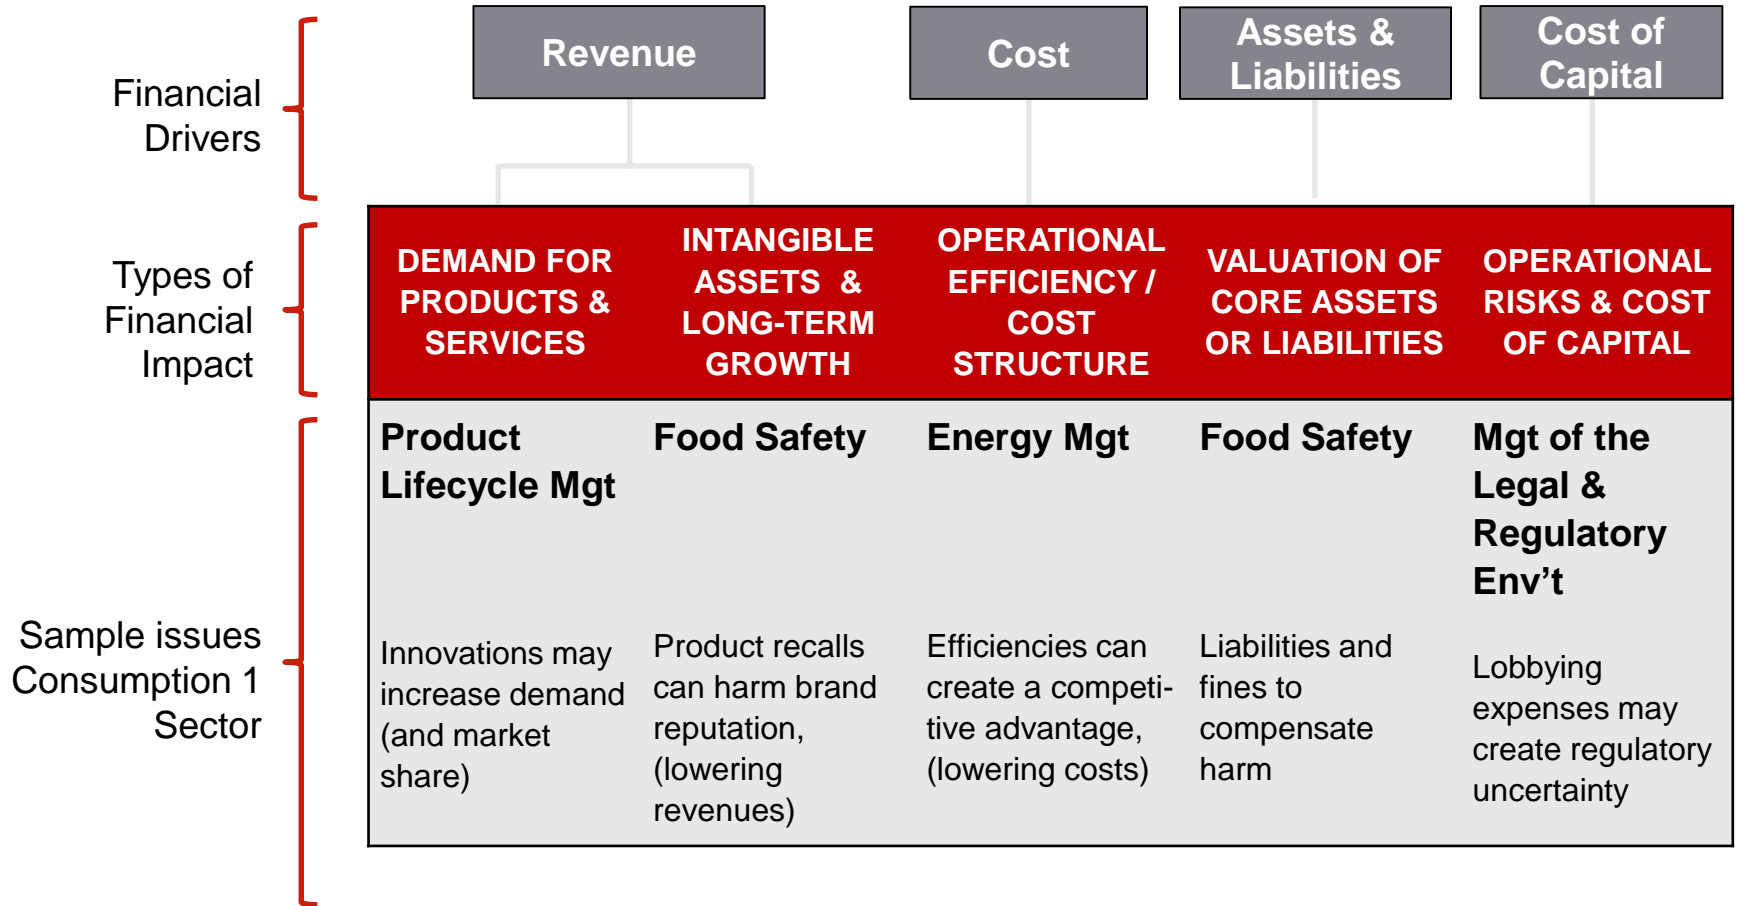 Financial
Drivers
Revenue
Cost
Assets &
Liabilities
Cost of
Capital
Types of
Financial
Impact
DEMAND FOR
PRODUCTS &
SERVICES
INTANGIBLE
ASSETS &
LONG-TERM
GROWTH
OPERATIONAL
EFFICIENCY /
COST
STRUCTURE
VALUATION OF
CORE ASSETS
OR LIABILITIES
OPERATIONAL
RISKS & COST
OF CAPITAL
Sample issues
Consumption 1
Sector
Product
Lifecycle Mgt
Innovations may
increase demand
(and market
share)
Food Safety
Product recalls
can harm brand
reputation,
(lowering
revenues)
Energy Mgt
Efficiencies can
create a competi-
tive advantage,
(lowering costs)
Food Safety
Liabilities and
fines to
compensate
harm
Mgt of the
Legal &
Regulatory
Env’t
Lobbying
expenses may
create regulatory
uncertainty